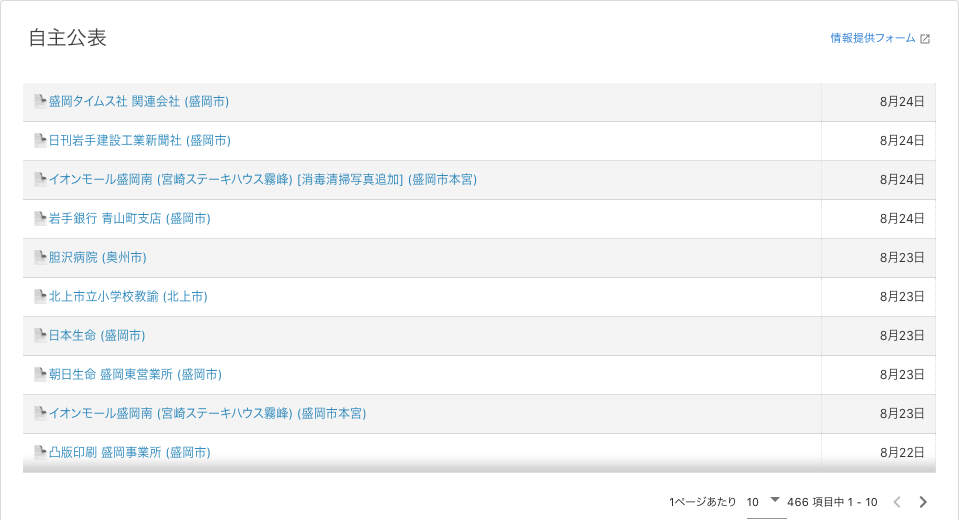 自主公表
情報提供フォーム
盛岡タイムス社 関連会社 (盛岡市) 8月24日
日刊岩手建設工業新聞社 (盛岡市) 8月24日
イオンモール盛岡南 (宮崎ステーキハウス霧峰) [消毒清掃写真追加] (盛岡市本宮) 8月24日
岩手銀行 青山町支店 (盛岡市) 8月24日
胆沢病院 (奥州市) 8月23日
北上市立小学校教諭 (北上市) 8月23日
日本生命 (盛岡市) 8月23日
朝日生命 盛岡東営業所 (盛岡市) 8月23日
イオンモール盛岡南 (宮崎ステーキハウス霧峰) (盛岡市本宮) 8月23日
凸版印刷 盛岡事業所 (盛岡市) 8月22日
1ページあたり 10 466 項目中 1 - 10